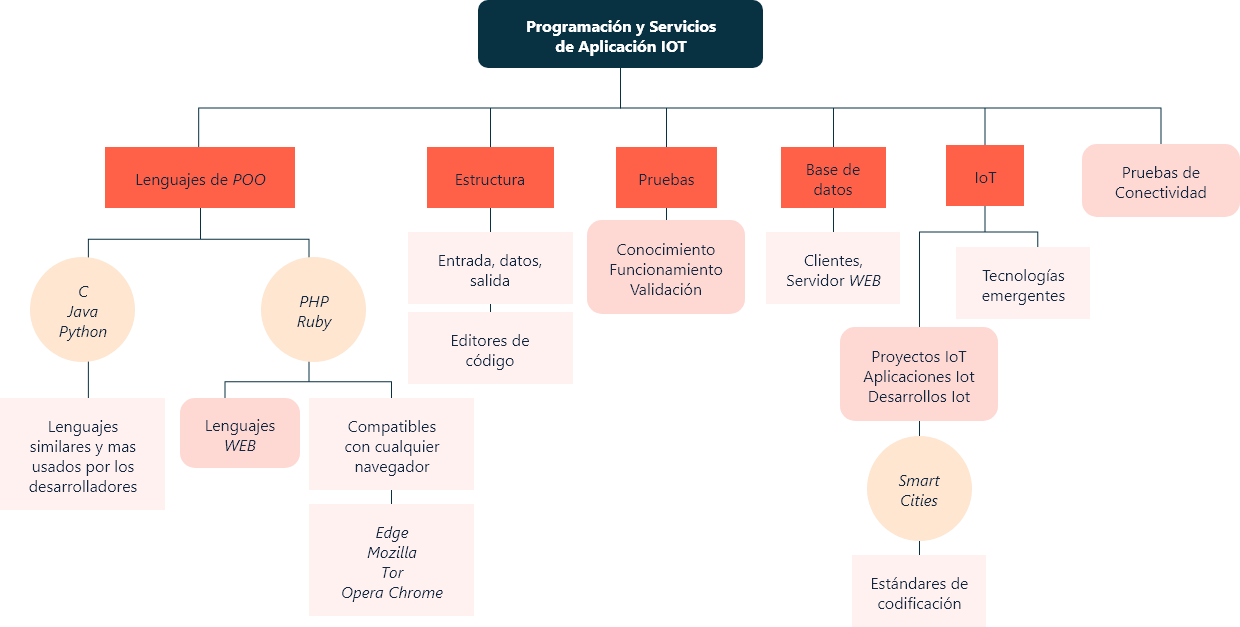 Programación y Servicios
de Aplicación IOT
Lenguajes de POO
Estructura
Pruebas
Base de
datos
IoT
Pruebas de
Conectividad
C
Java
Python
PHP
Ruby
Entrada, datos,
salida
Editores de
código
Conocimiento
Funcionamiento
Validación
Clientes,
Servidor WEB
Tecnologías
emergentes
Proyectos IoT
Aplicaciones Iot
Desarrollos Iot
Lenguajes
similares y mas
usados por los
desarrolladores
Lenguajes
WEB
Compatibles
con cualquier
navegador
Edge
Mozilla
Tor
Opera Chrome
Smart
Cities
Estándares de
codificación